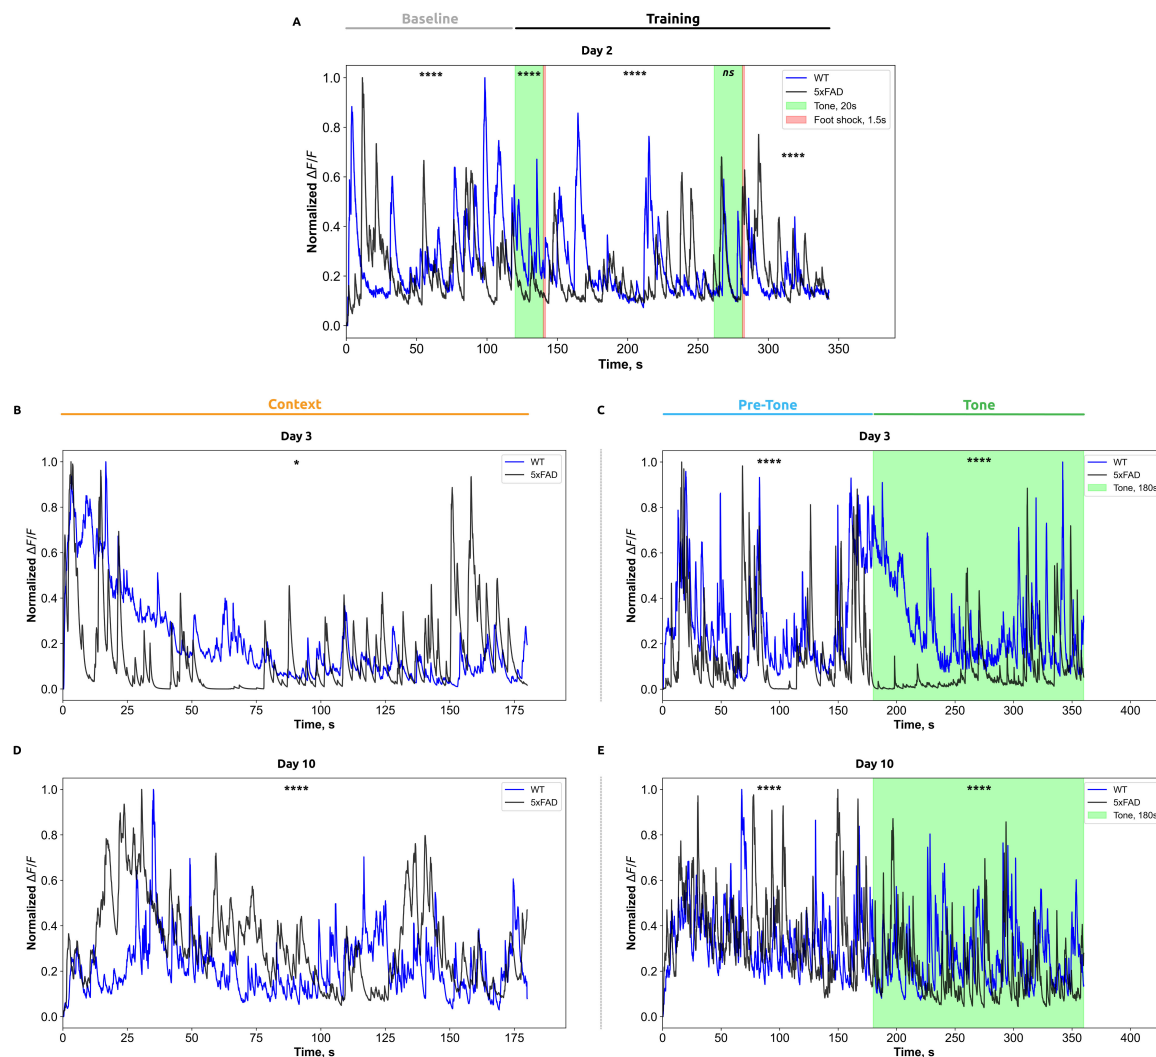 Baseline
Training
A
Day 2
**** **** **** ns
WT
5xFAD
Tone, 20s
Foot shock, 1.5s
****
Normalized ΔF/F
1.0
0.8
0.6
0.4
0.2
0.0
0 50 100 150 200 250 300 350
Time, s
B
Context
Day 3
*
WT
5xFAD
Normalized ΔF/F
1.0
0.8
0.6
0.4
0.2
0.0
0 25 50 75 100 125 150 175
Time, s
C
Pre-Tone
Tone
Day 3
**** ****
WT
5xFAD
Tone, 180s
Normalized ΔF/F
1.0
0.8
0.6
0.4
0.2
0.0
0 50 100 150 200 250 300 350 400
Time, s
D
Day 10
****
WT
5xFAD
Normalized ΔF/F
1.0
0.8
0.6
0.4
0.2
0.0
0 25 50 75 100 125 150 175
Time, s
E
Day 10
**** ****
WT
5xFAD
Tone, 180s
Normalized ΔF/F
1.0
0.8
0.6
0.4
0.2
0.0
0 50 100 150 200 250 300 350 400
Time, s